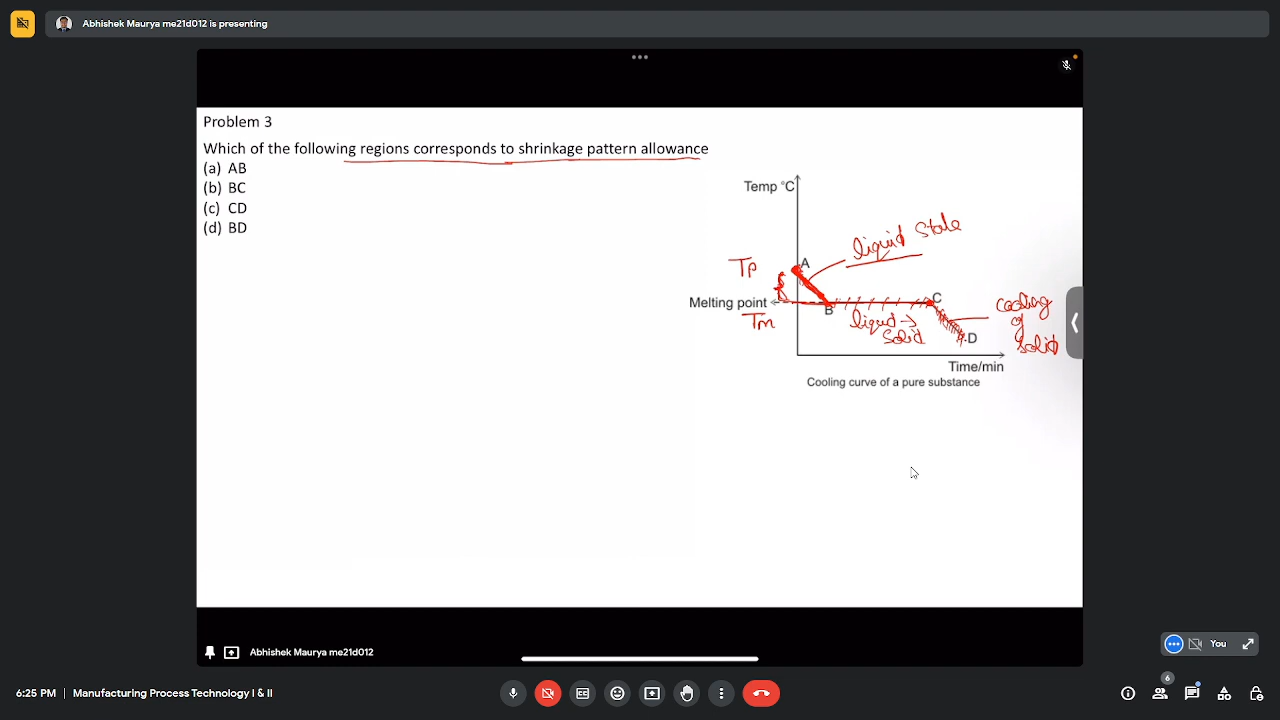 Abhishek Maurya me21d012 is presenting
Problem 3
Which of the following regions corresponds to shrinkage pattern allowance
(a) AB
(b) BC
(c) CD
(d) BD
Temp °C
liquid State
A
Tp
Melting point
B
C
cooling
of
solid
Tm
liquid →
Solid
D
Time/min
Cooling curve of a pure substance
Abhishek Maurya me21d012
You
6:25 PM | Manufacturing Process Technology I & II
6